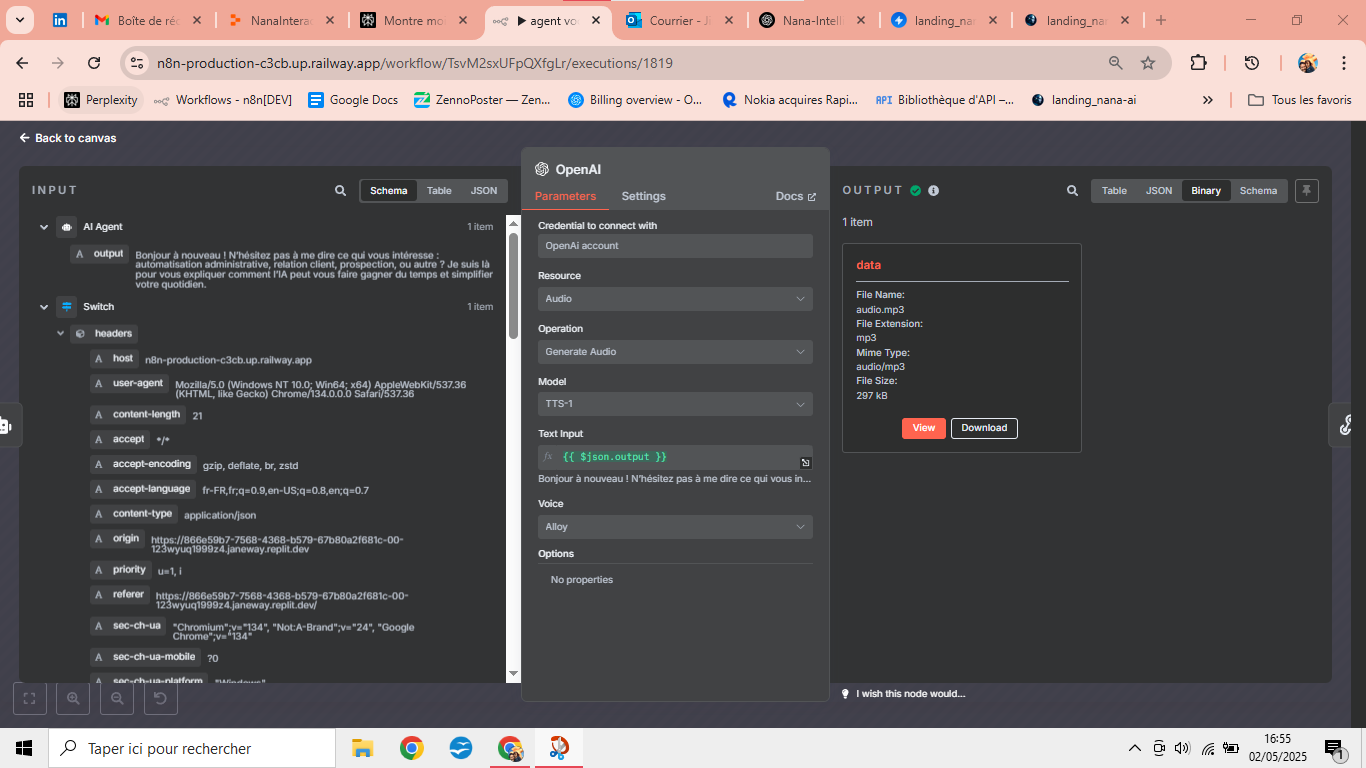 Boîte de réc
NanaInterac
Montre moi
▶ agent vo
Courrier - Ji
Nana-Intelli
landing_nan
landing_nan
n8n-production-c3cb.up.railway.app/workflow/TsvM2sxUFpQXfgLr/executions/1819
Perplexity
Workflows - n8n[DEV]
Google Docs
ZennoPoster — Zen...
Billing overview - O...
Nokia acquires Rapi...
API Bibliothèque d'API –...
landing_nana-ai
Tous les favoris
Back to canvas
INPUT
Schema
Table
JSON
AI Agent
1 item
A output
Bonjour à nouveau ! N'hésitez pas à me dire ce qui vous intéresse :
automatisation administrative, relation client, prospection, ou autre ? Je suis là
pour vous expliquer comment l'IA peut vous faire gagner du temps et simplifier
votre quotidien.
Switch
1 item
headers
A host n8n-production-c3cb.up.railway.app
A user-agent Mozilla/5.0 (Windows NT 10.0; Win64; x64) AppleWebKit/537.36
(KHTML, like Gecko) Chrome/134.0.0.0 Safari/537.36
A content-length 21
A accept */*
A accept-encoding gzip, deflate, br, zstd
A accept-language fr-FR,fr;q=0.9,en-US;q=0.8,en;q=0.7
A content-type application/json
A origin https://866e59b7-7568-4368-b579-67b80a2f681c-00-
123wyuq1999z4.janeway.replit.dev
A priority u=1, i
A referer https://866e59b7-7568-4368-b579-67b80a2f681c-00-
123wyuq1999z4.janeway.replit.dev/
A sec-ch-ua "Chromium";v="134", "Not:A-Brand";v="24", "Google
Chrome";v="134"
A sec-ch-ua-mobile ?0
A sec-ch-ua-platform "Windows"
OpenAI
Parameters
Settings
Docs
Credential to connect with
OpenAi account
Resource
Audio
Operation
Generate Audio
Model
TTS-1
Text Input
fx {{ $json.output }}
Bonjour à nouveau ! N'hésitez pas à me dire ce qui vous in...
Voice
Alloy
Options
No properties
OUTPUT
Table
JSON
Binary
Schema
1 item
data
File Name:
audio.mp3
File Extension:
mp3
Mime Type:
audio/mp3
File Size:
297 kB
View
Download
I wish this node would...
Taper ici pour rechercher
16:55
02/05/2025
1